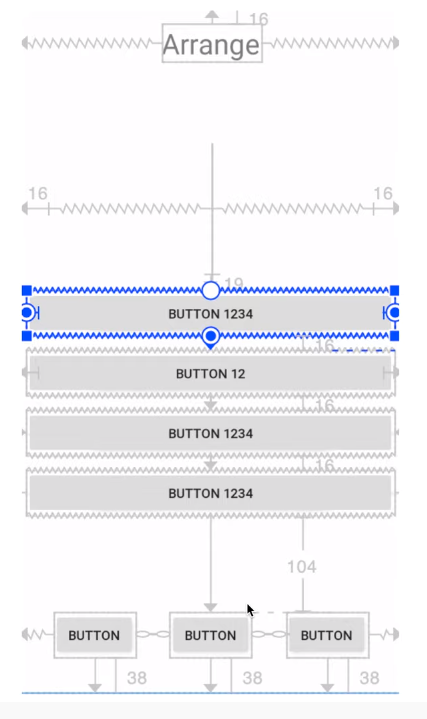 16
Arrange
16 16
19
BUTTON 1234
16
BUTTON 12
16
BUTTON 1234
16
BUTTON 1234
104
BUTTON BUTTON BUTTON
38 38 38